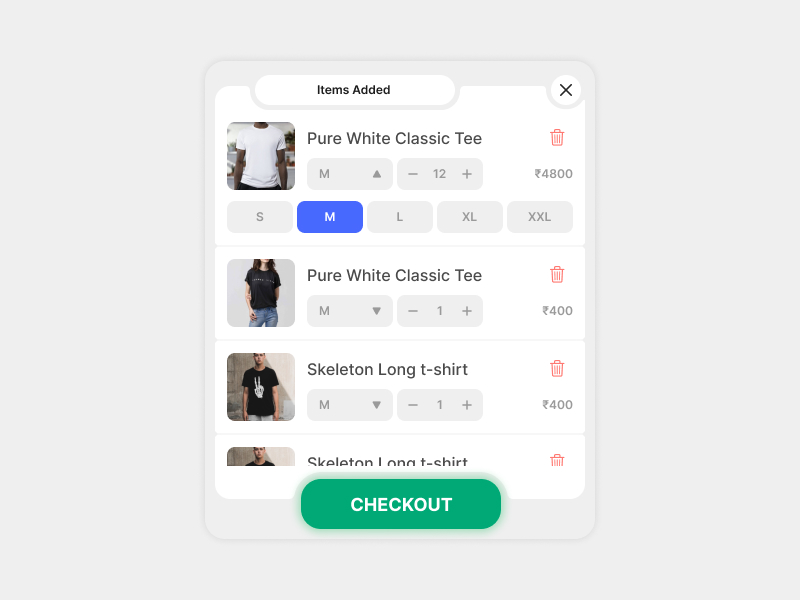 Items Added
Pure White Classic Tee
M 12 ₹4800
S M L XL XXL
Pure White Classic Tee
M 1 ₹400
Skeleton Long t-shirt
M 1 ₹400
Skeleton Long t-shirt
CHECKOUT